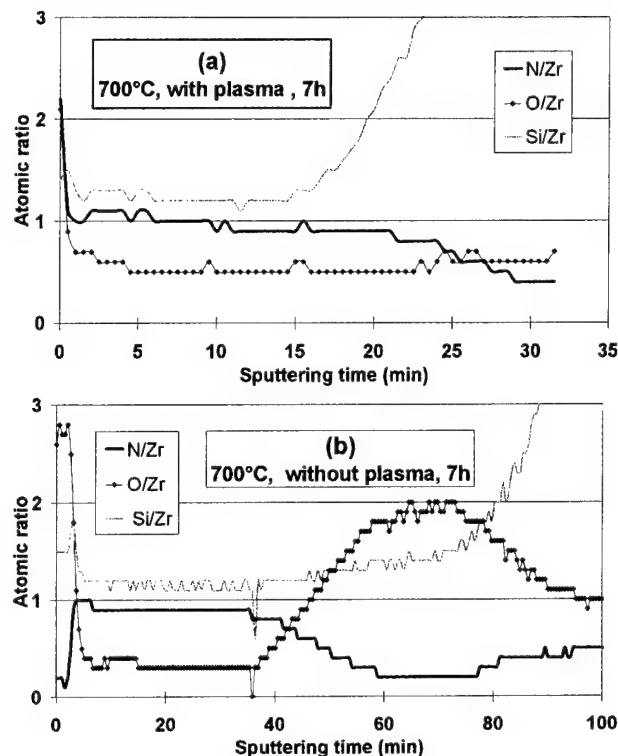 3
(a)
700°C, with plasma , 7h
N/Zr
O/Zr
Si/Zr
2
Atomic ratio
1
0
0 5 10 15 20 25 30 35
Sputtering time (min)
3
N/Zr
O/Zr
Si/Zr
(b)
700°C, without plasma, 7h
2
Atomic ratio
1
0
0 20 40 60 80 100
Sputtering time (min)